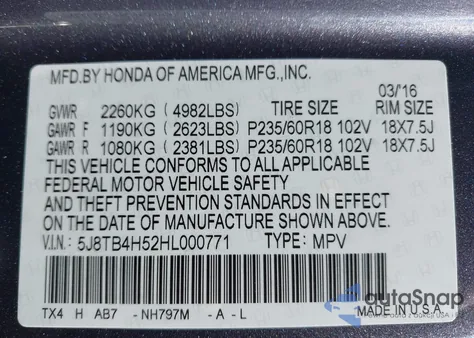 MFD.BY HONDA OF AMERICA MFG.,INC.
03/'16
GVWR 2260KG (4982LBS) TIRE SIZE RIM SIZE
GAWR F 1190KG (2623LBS) P235/60R18 102V 18X7.5J
GAWR R 1080KG (2381LBS) P235/60R18 102V 18X7.5J
THIS VEHICLE CONFORMS TO ALL APPLICABLE
FEDERAL MOTOR VEHICLE SAFETY
AND THEFT PREVENTION STANDARDS IN EFFECT
ON THE DATE OF MANUFACTURE SHOWN ABOVE.
V.I.N.: 5J8TB4H52HL000771 TYPE: MPV
TX4 H AB7 -NH797M -A-L MADE IN U.S.A.
autoSnap